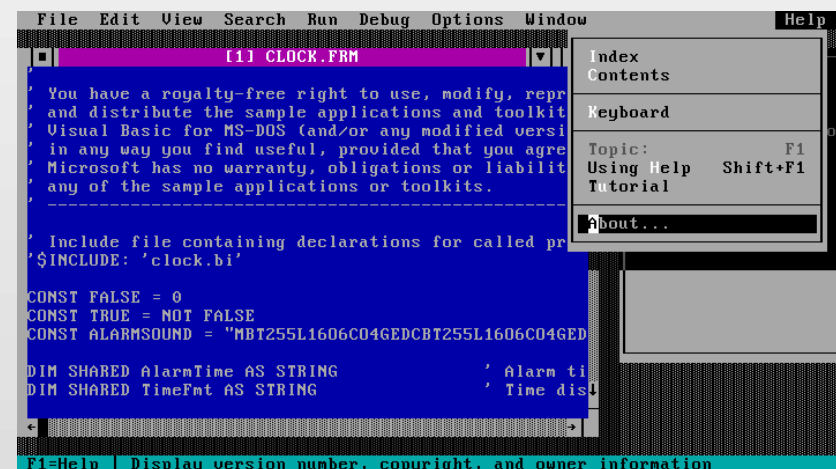 File Edit View Search Run Debug Options Window Help
[1] CLOCK.FRM
'
' You have a royalty-free right to use, modify, repr
' and distribute the sample applications and toolkit
' Visual Basic for MS-DOS (and/or any modified versi
' in any way you find useful, provided that you agre
' Microsoft has no warranty, obligations or liabilit
' any of the sample applications or toolkits.
' --------------------------------------------------
' Include file containing declarations for called pr
'$INCLUDE: 'clock.bi'
CONST FALSE = 0
CONST TRUE = NOT FALSE
CONST ALARMSOUND = "MBT255L16O6CO4GEDCBT255L16O6CO4GED
DIM SHARED AlarmTime AS STRING ' Alarm ti
DIM SHARED TimeFmt AS STRING ' Time dis
Index
Contents
Keyboard
Topic: F1
Using Help Shift+F1
Tutorial
About...
F1=Help | Display version number, copyright, and owner information